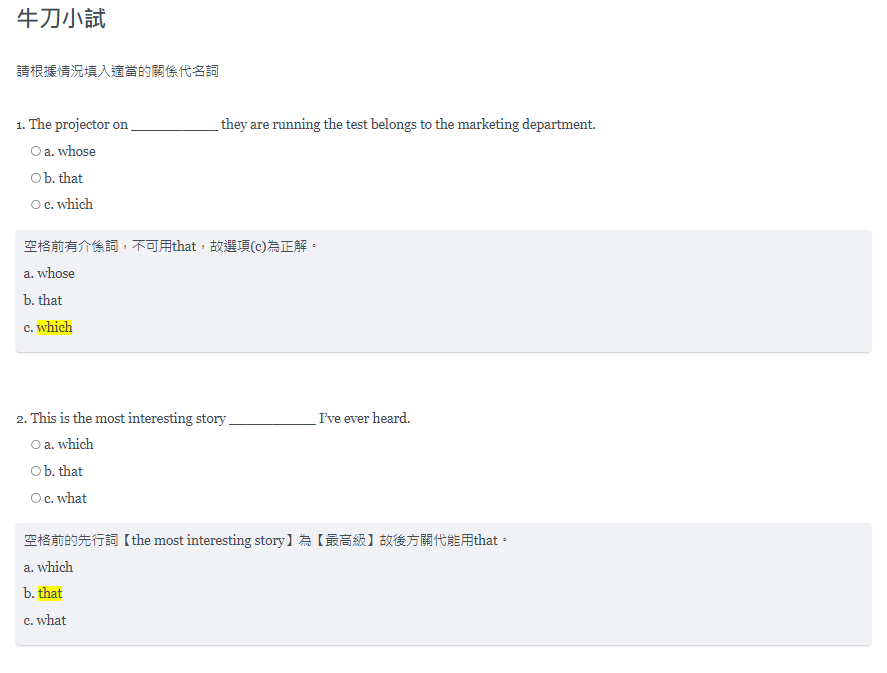 牛刀小試
請根據情況填入適當的關係代名詞
1. The projector on ____________ they are running the test belongs to the marketing department.
a. whose
b. that
c. which
空格前有介係詞，不可用that，故選項(c)為正解。
a. whose
b. that
c. which
2. This is the most interesting story ____________ I’ve ever heard.
a. which
b. that
c. what
空格前的先行詞【the most interesting story】為【最高級】故後方關代能用that。
a. which
b. that
c. what